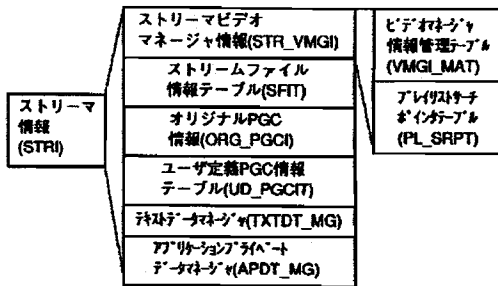 ストリーマ
情報
(STRI)
ストリーマビデオ
マネージャ情報(STR_VMGI)
ストリームファイル
情報テーブル(SFIT)
オリジナルPGC
情報(ORG_PGCI)
ユーザ定義PGC情報
テーブル(UD_PGCIT)
ﾃｷｽﾄﾃﾞｰﾀﾏﾈｰｼﾞｬ(TXTDT_MG)
ｱﾌﾟﾘｹｰｼｮﾝﾌﾟﾗｲﾍﾞｰﾄ
ﾃﾞｰﾀﾏﾈｰｼﾞｬ(APDT_MG)
ﾋﾞﾃﾞｵﾏﾈｰｼﾞｬ
情報管理ﾃｰﾌﾞﾙ
(VMGI_MAT)
ﾌﾟﾚｲﾘｽﾄｻｰﾁ
ﾎﾟｲﾝﾀﾃｰﾌﾞﾙ
(PL_SRPT)